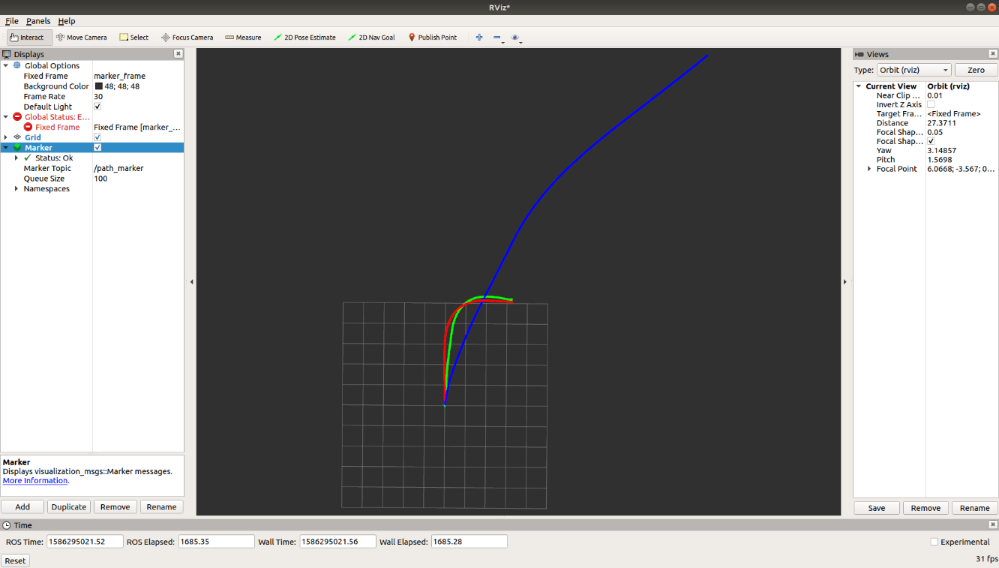 RViz*
File Panels Help
Interact Move Camera Select Focus Camera Measure 2D Pose Estimate 2D Nav Goal Publish Point
Displays
Global Options
Fixed Frame marker_frame
Background Color 48; 48; 48
Frame Rate 30
Default Light
Global Status: E...
Fixed Frame Fixed Frame [marker_...
Grid
Marker
Status: Ok
Marker Topic /path_marker
Queue Size 100
Namespaces
Marker
Displays visualization_msgs::Marker messages.
More Information.
Add Duplicate Remove Rename
Views
Type: Orbit (rviz) Zero
Current View Orbit (rviz)
Near Clip ... 0.01
Invert Z Axis
Target Fra... <Fixed Frame>
Distance 27.3711
Focal Shap... 0.05
Focal Shap...
Yaw 3.14857
Pitch 1.5698
Focal Point 6.0668; -3.567; 0...
Save Remove Rename
Time
ROS Time: 1586295021.52 ROS Elapsed: 1685.35 Wall Time: 1586295021.56 Wall Elapsed: 1685.28 Experimental
Reset 31 fps